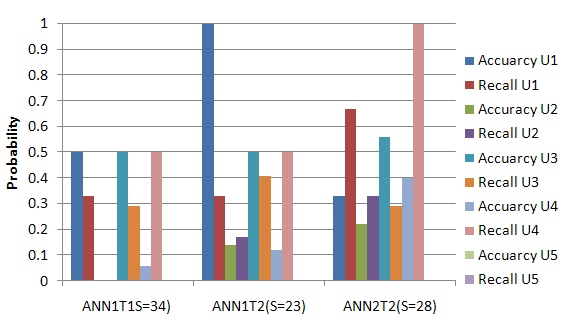 1
0.9
0.8
0.7
0.6
0.5
0.4
0.3
0.2
0.1
0
Probability
ANN1T1S=34)
ANN1T2(S=23)
ANN2T2(S=28)
Accuarcy U1
Recall U1
Accuracy U2
Recall U2
Accuarcy U3
Recall U3
Accuarcy U4
Recall U4
Accuarcy U5
Recall U5